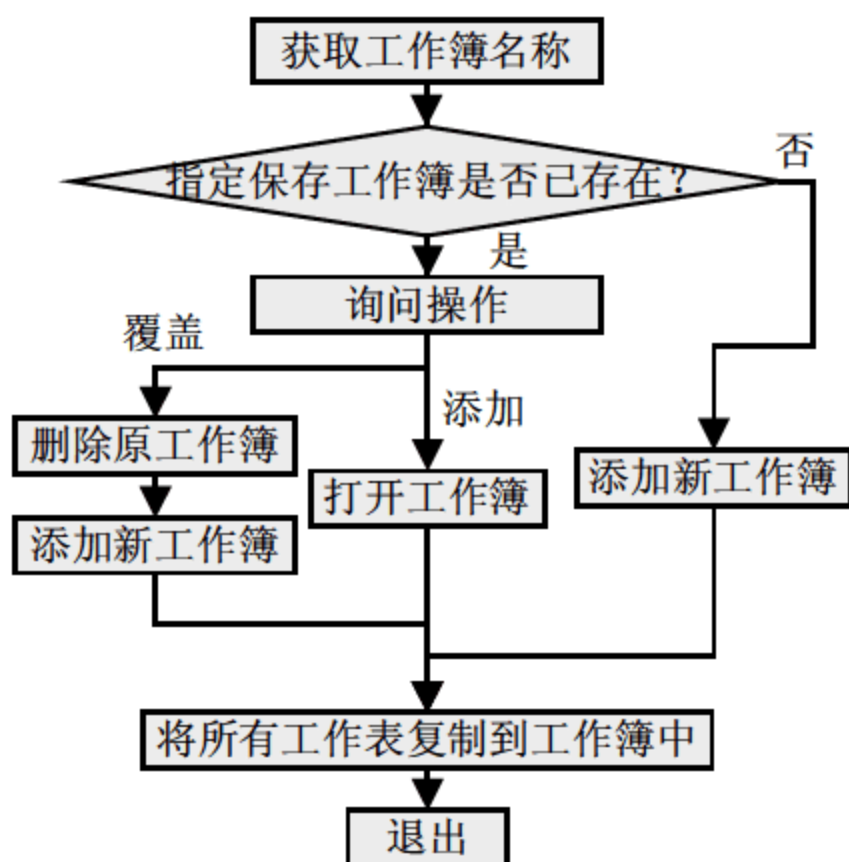 获取工作簿名称
指定保存工作簿是否已存在？
否
是
询问操作
覆盖
添加
删除原工作簿
打开工作簿
添加新工作簿
添加新工作簿
将所有工作表复制到工作簿中
退出